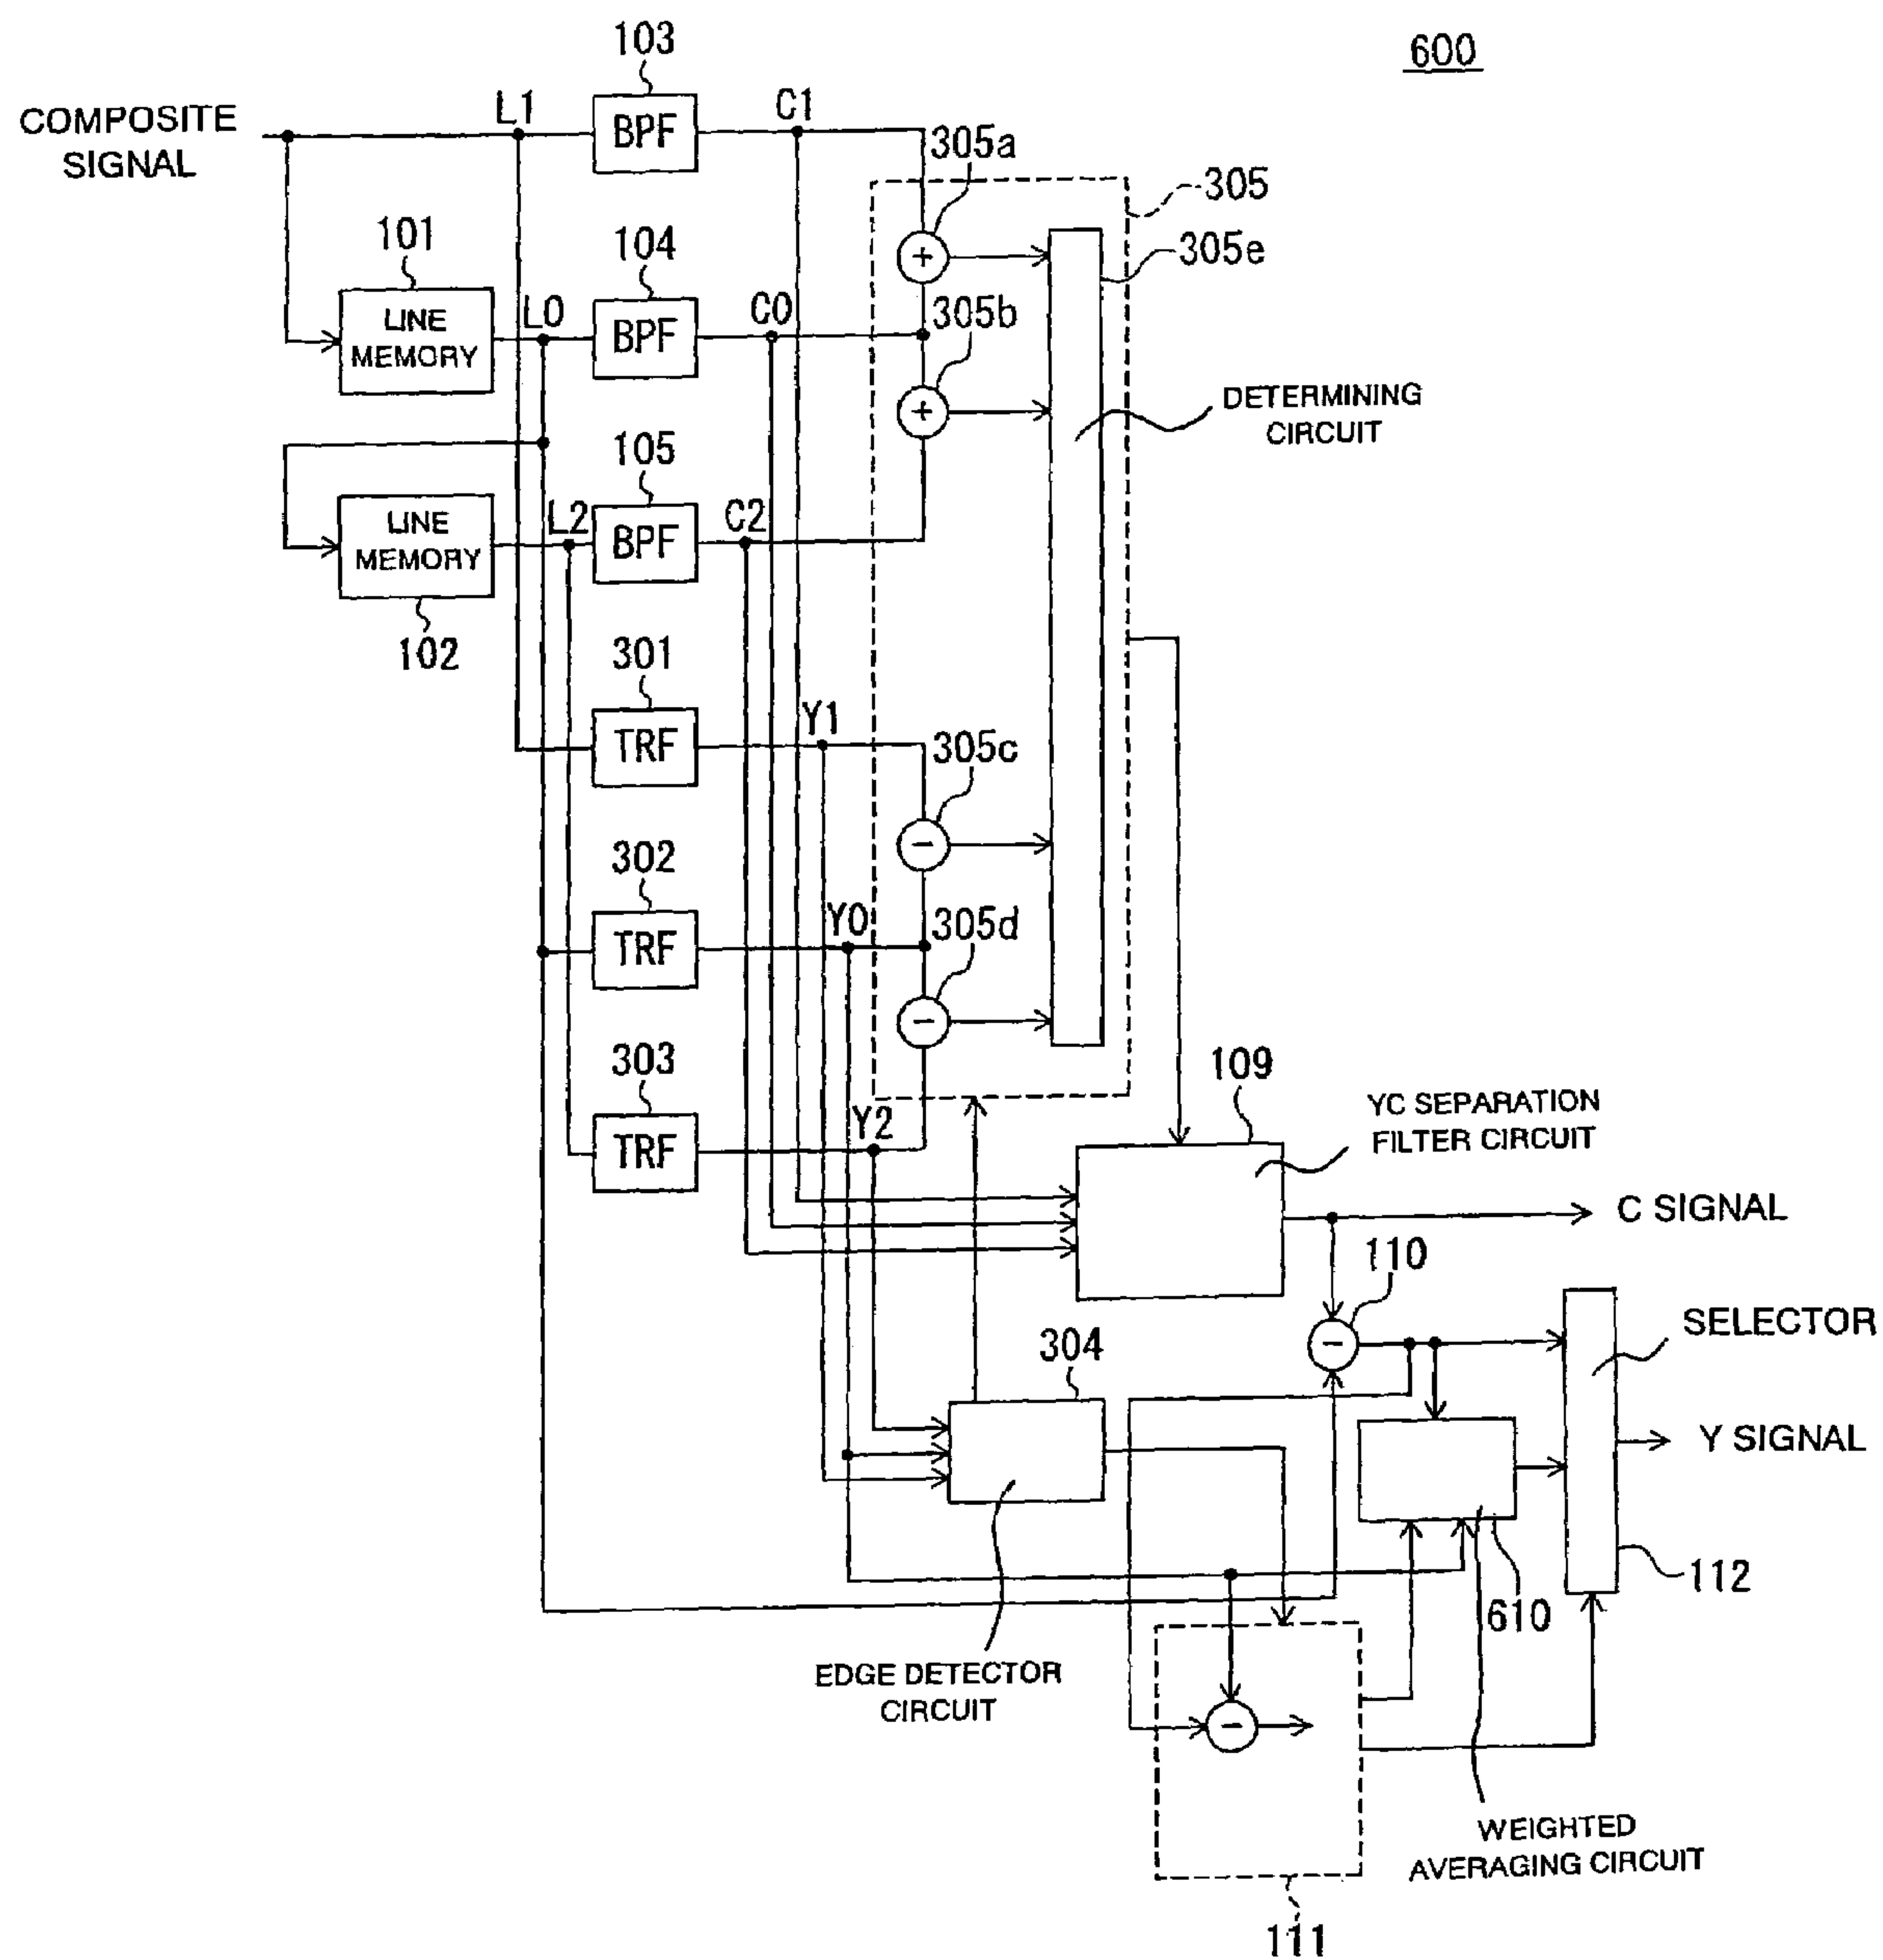 600
103
COMPOSITE
SIGNAL
L1
BPF
C1
305a
305
101
104
305e
LINE
MEMORY
L0
BPF
C0
305b
+
+
DETERMINING
CIRCUIT
105
LINE
MEMORY
L2
BPF
C2
102
301
TRF
Y1
305c
−
302
TRF
Y0
305d
−
303
TRF
Y2
109
YC SEPARATION
FILTER CIRCUIT
C SIGNAL
110
−
SELECTOR
304
Y SIGNAL
112
610
EDGE DETECTOR
CIRCUIT
−
WEIGHTED
AVERAGING CIRCUIT
111